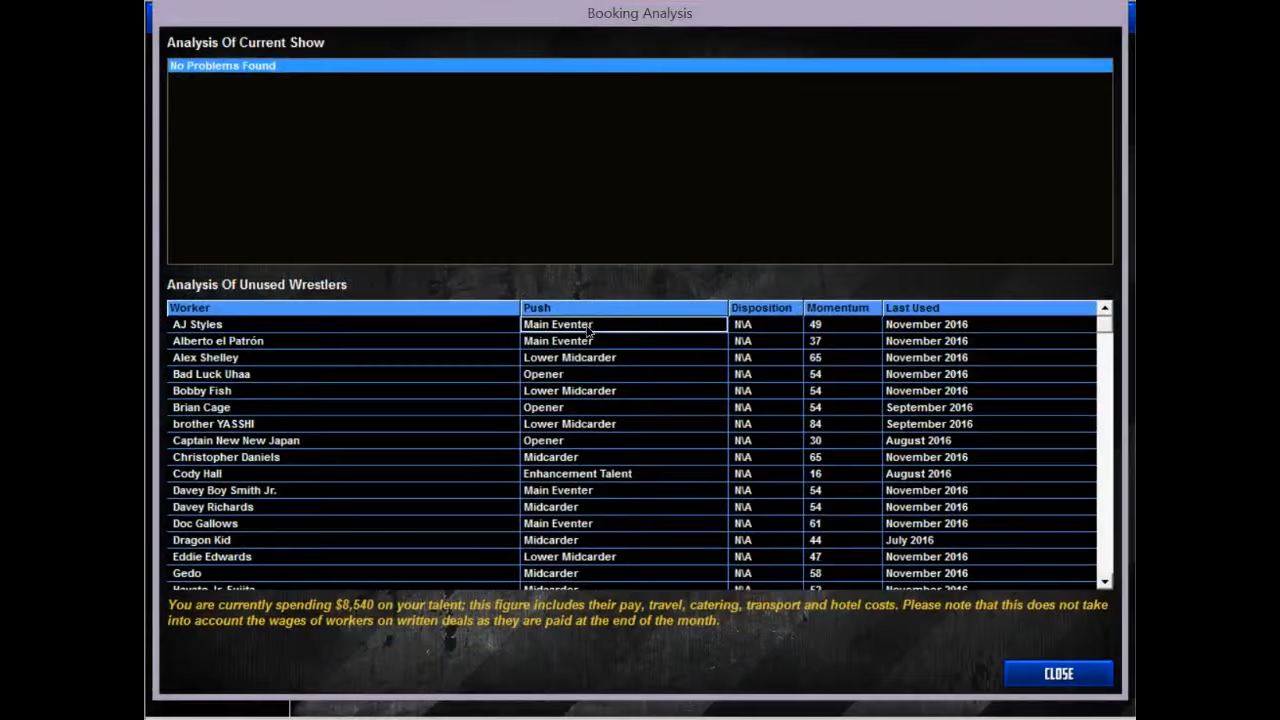 Booking Analysis
Analysis Of Current Show
No Problems Found
Analysis Of Unused Wrestlers
Worker Push Disposition Momentum Last Used
AJ Styles Main Eventer N\A 49 November 2016
Alberto el Patrón Main Eventer N\A 37 November 2016
Alex Shelley Lower Midcarder N\A 65 November 2016
Bad Luck Uhaa Opener N\A 54 November 2016
Bobby Fish Lower Midcarder N\A 54 November 2016
Brian Cage Opener N\A 54 September 2016
brother YASSHI Lower Midcarder N\A 84 September 2016
Captain New New Japan Opener N\A 30 August 2016
Christopher Daniels Midcarder N\A 65 November 2016
Cody Hall Enhancement Talent N\A 16 August 2016
Davey Boy Smith Jr. Main Eventer N\A 54 November 2016
Davey Richards Midcarder N\A 54 November 2016
Doc Gallows Main Eventer N\A 61 November 2016
Dragon Kid Midcarder N\A 44 July 2016
Eddie Edwards Lower Midcarder N\A 47 November 2016
Gedo Midcarder N\A 58 November 2016
You are currently spending $8,540 on your talent; this figure includes their pay, travel, catering, transport and hotel costs. Please note that this does not take
into account the wages of workers on written deals as they are paid at the end of the month.
CLOSE